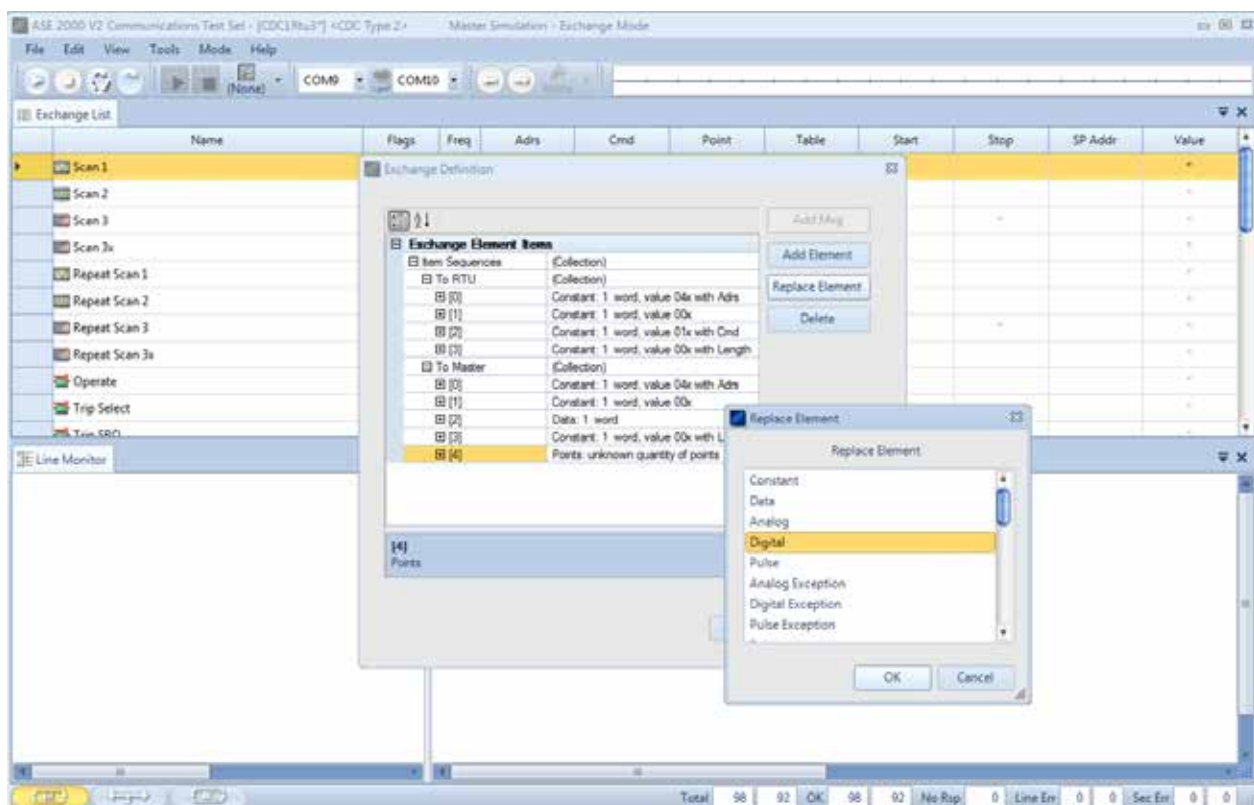 ASE 2000 V2 Communications Test Set - [CDC1Rtu3*] <CDC Type 2> Master Simulation - Exchange Mode
File Edit View Tools Mode Help
(None) COM9 COM10
Exchange List
Name Flags Freq Adrs Cmd Point Table Start Stop SP Addr Value
Scan 1
Scan 2
Scan 3
Scan 3x
Repeat Scan 1
Repeat Scan 2
Repeat Scan 3
Repeat Scan 3x
Operate
Trip Select
Trip SBO
Exchange Definition
Exchange Element Items
Item Sequences (Collection)
To RTU (Collection)
[0] Constant: 1 word, value 04x with Adrs
[1] Constant: 1 word, value 00x
[2] Constant: 1 word, value 01x with Cmd
[3] Constant: 1 word, value 00x with Length
To Master (Collection)
[0] Constant: 1 word, value 04x with Adrs
[1] Constant: 1 word, value 00x
[2] Data: 1 word
[3] Constant: 1 word, value 00x with L
[4] Points: unknown quantity of points
[4]
Points
Add Msg
Add Element
Replace Element
Delete
Replace Element
Replace Element
Constant
Data
Analog
Digital
Pulse
Analog Exception
Digital Exception
Pulse Exception
OK Cancel
Line Monitor
Total 98 92 OK 98 92 No Rsp 0 Line Err 0 0 Sec Err 0 0